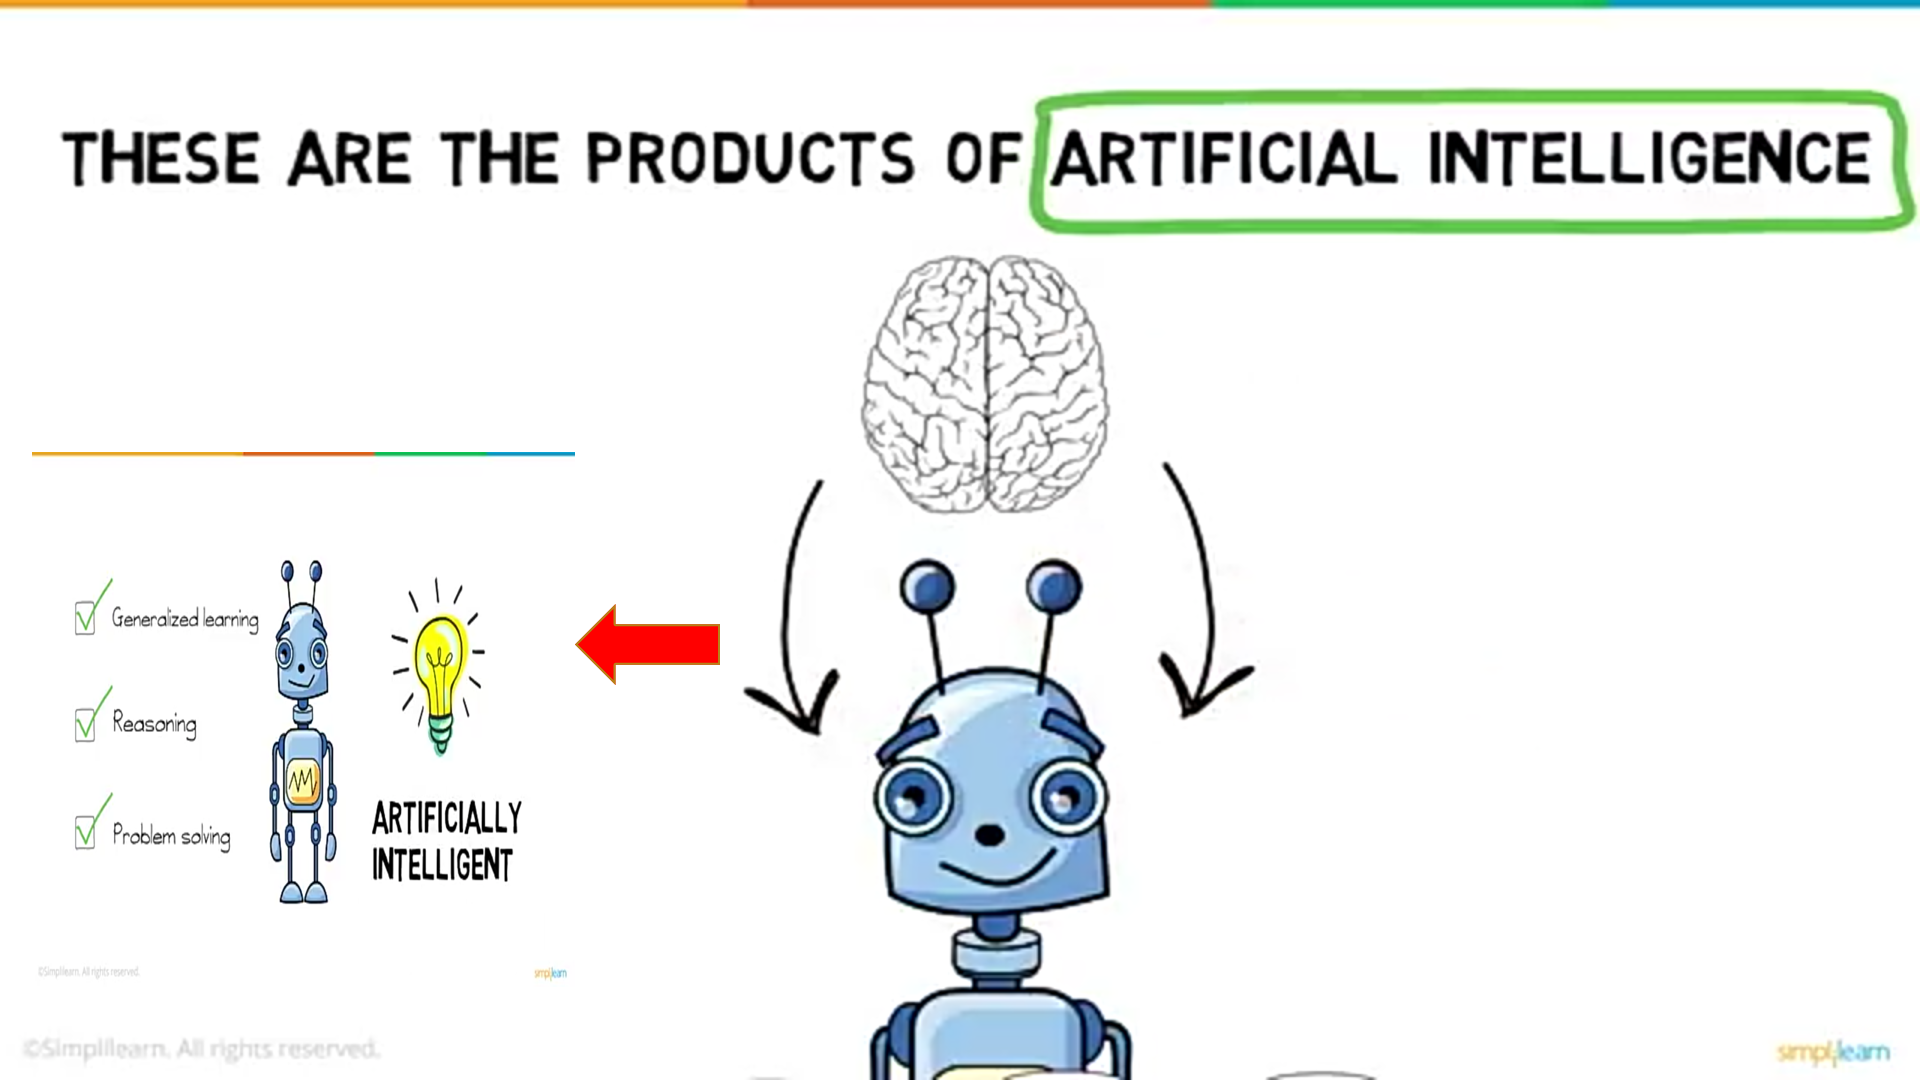 THESE ARE THE PRODUCTS OF ARTIFICIAL INTELLIGENCE
Generalized learning
Reasoning
Problem solving
ARTIFICIALLY
INTELLIGENT
©Simplilearn. All rights reserved.
simplilearn
©Simplilearn. All rights reserved.
simplilearn